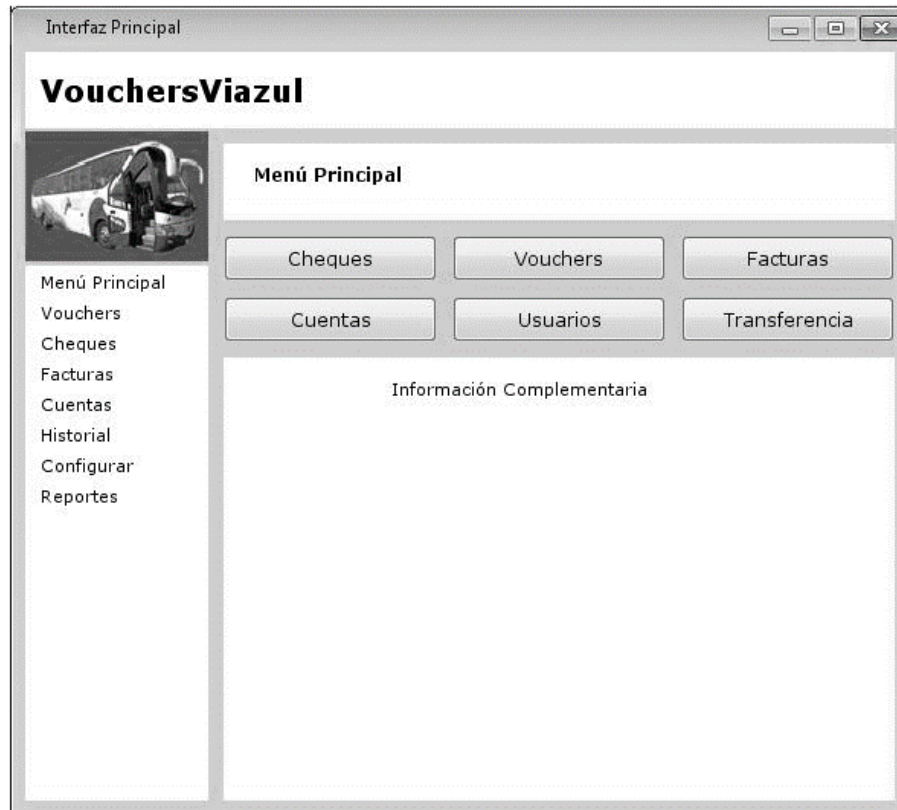 Interfaz Principal
VouchersViazul
Menú Principal
Cheques
Vouchers
Facturas
Cuentas
Usuarios
Transferencia
Menú Principal
Vouchers
Cheques
Facturas
Cuentas
Historial
Configurar
Reportes
Información Complementaria